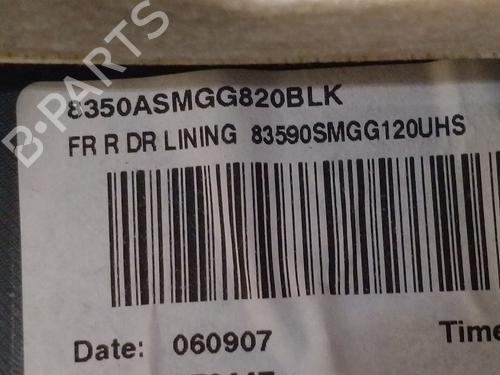 B-PARTS
8350ASMGG820BLK
FR R DR LINING 83590SMGG120UHS
Date: 060907 Time